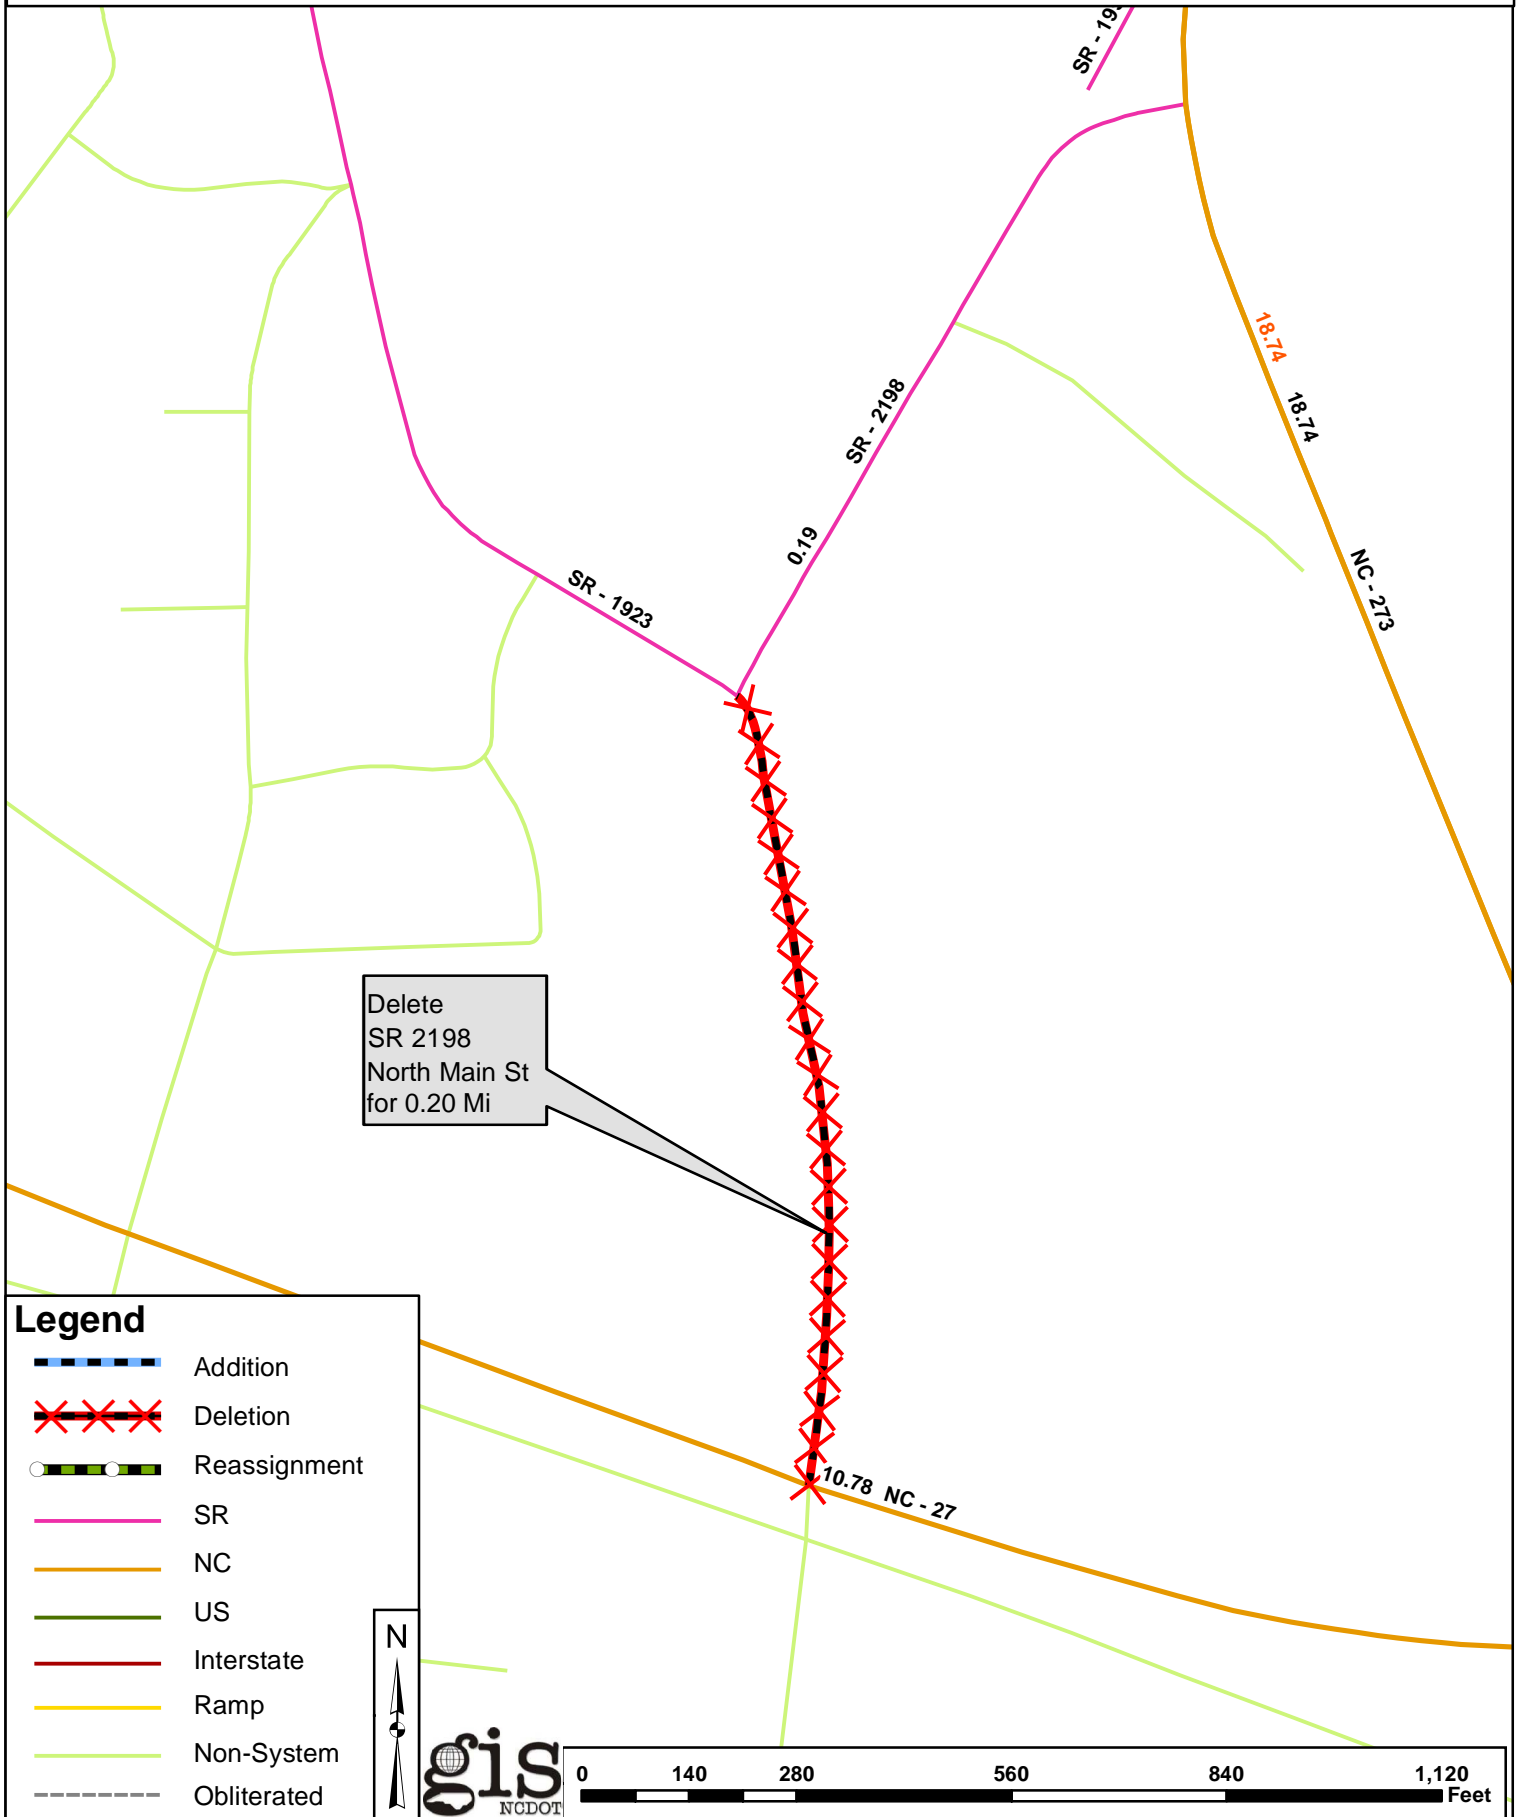 SR - 19
18.74
18.74
SR - 2198
0.19
NC - 273
SR - 1923
Delete
SR 2198
North Main St
for 0.20 Mi
10.78 NC - 27
Legend
Addition
Deletion
Reassignment
SR
NC
US
Interstate
Ramp
Non-System
Obliterated
N
gis
NCDOT
0 140 280 560 840 1,120
Feet